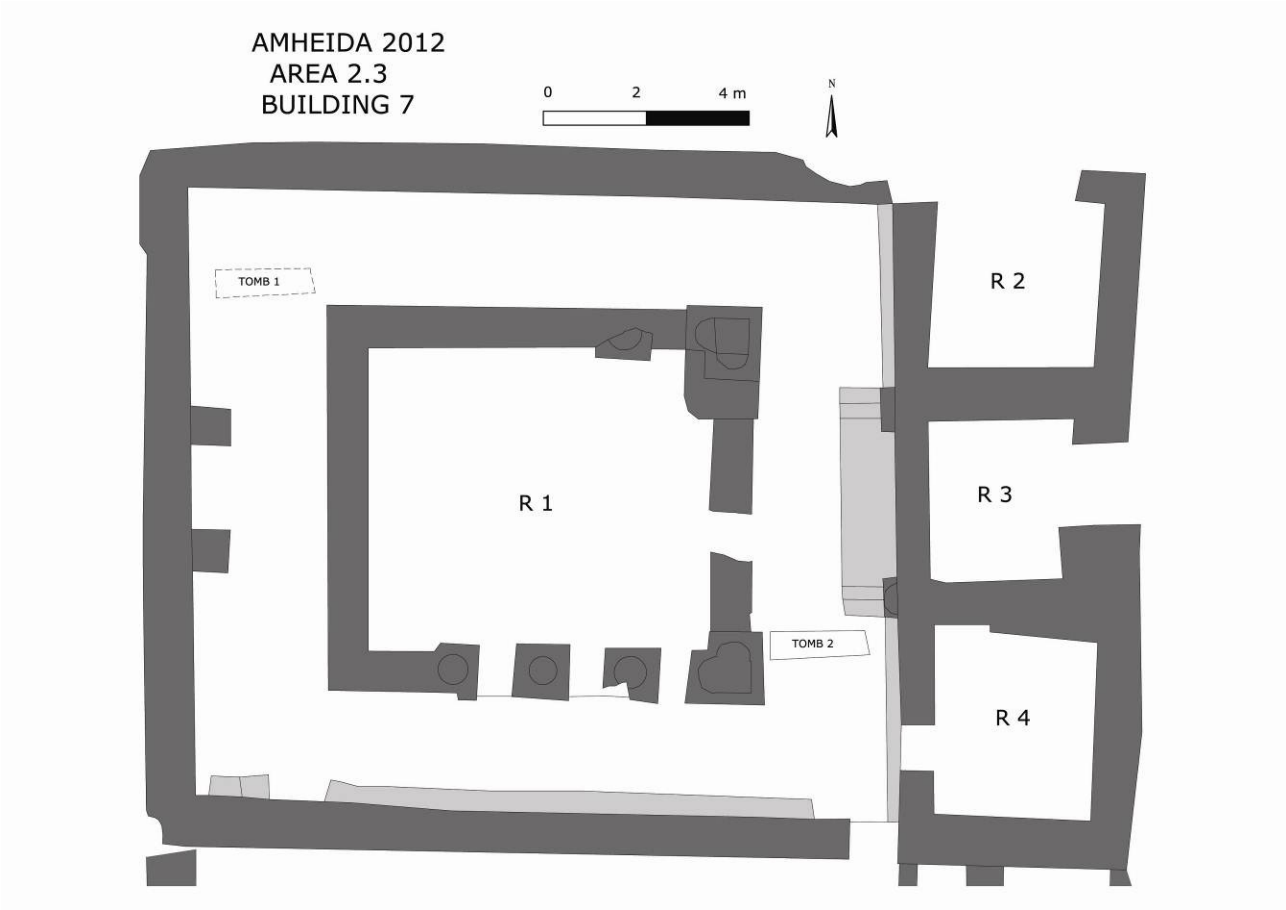 AMHEIDA 2012
AREA 2.3
BUILDING 7
0 2 4 m
N
TOMB 1
R 2
R 3
R 1
TOMB 2
R 4